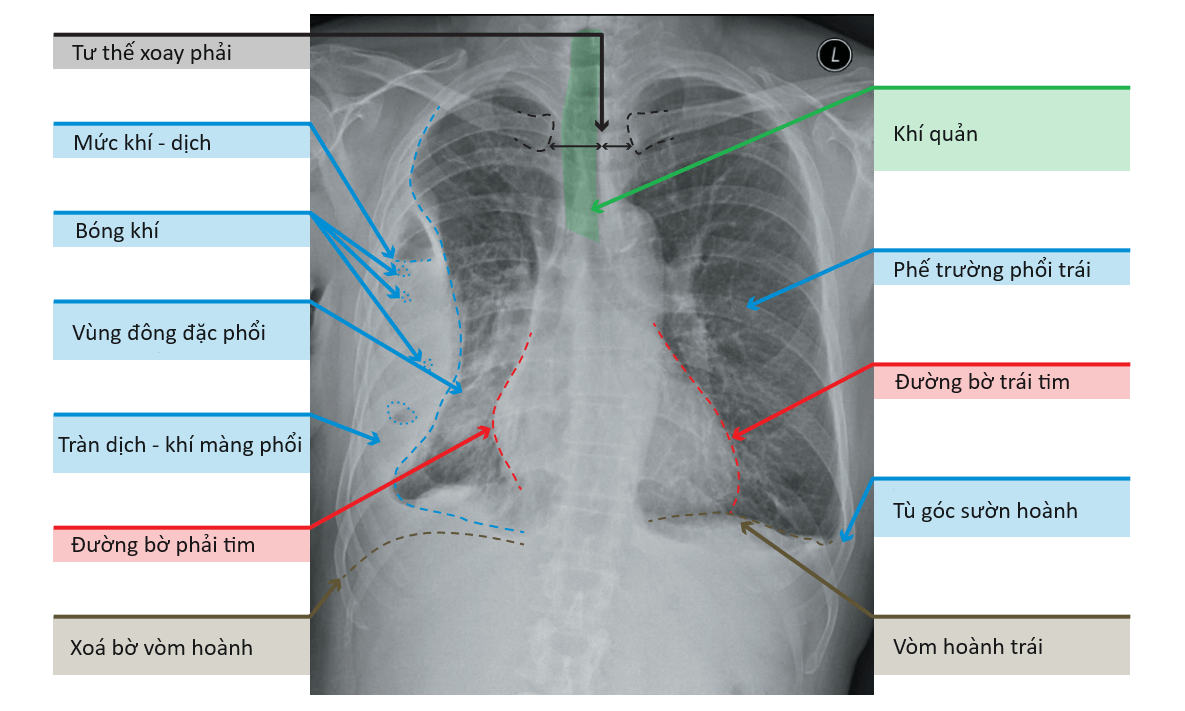 Tư thế xoay phải
Mức khí - dịch
Bóng khí
Vùng đông đặc phổi
Tràn dịch - khí màng phổi
Đường bờ phải tim
Xoá bờ vòm hoành
L
Khí quản
Phế trường phổi trái
Đường bờ trái tim
Tù góc sườn hoành
Vòm hoành trái